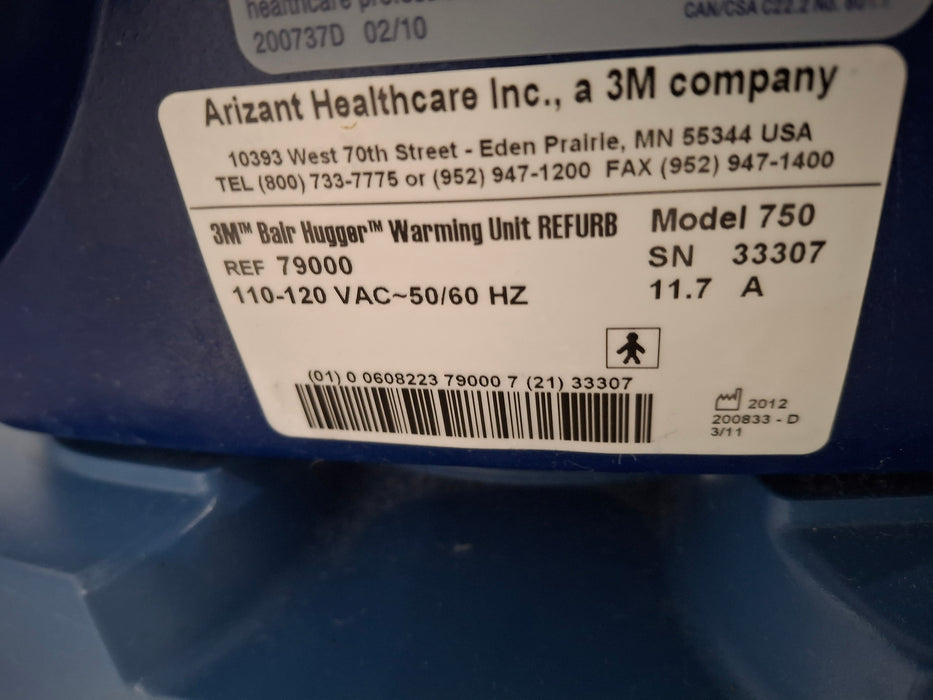 healthcare
200737D 02/10
CAN/CSA C22.2 No.
Arizant Healthcare Inc., a 3M company
10393 West 70th Street - Eden Prairie, MN 55344 USA
TEL (800) 733-7775 or (952) 947-1200 FAX (952) 947-1400
3M™ Bair Hugger™ Warming Unit REFURB
Model 750
REF 79000
SN 33307
110-120 VAC~50/60 HZ
11.7 A
(01) 0 0608223 79000 7 (21) 33307
2012
200833 - D
3/11